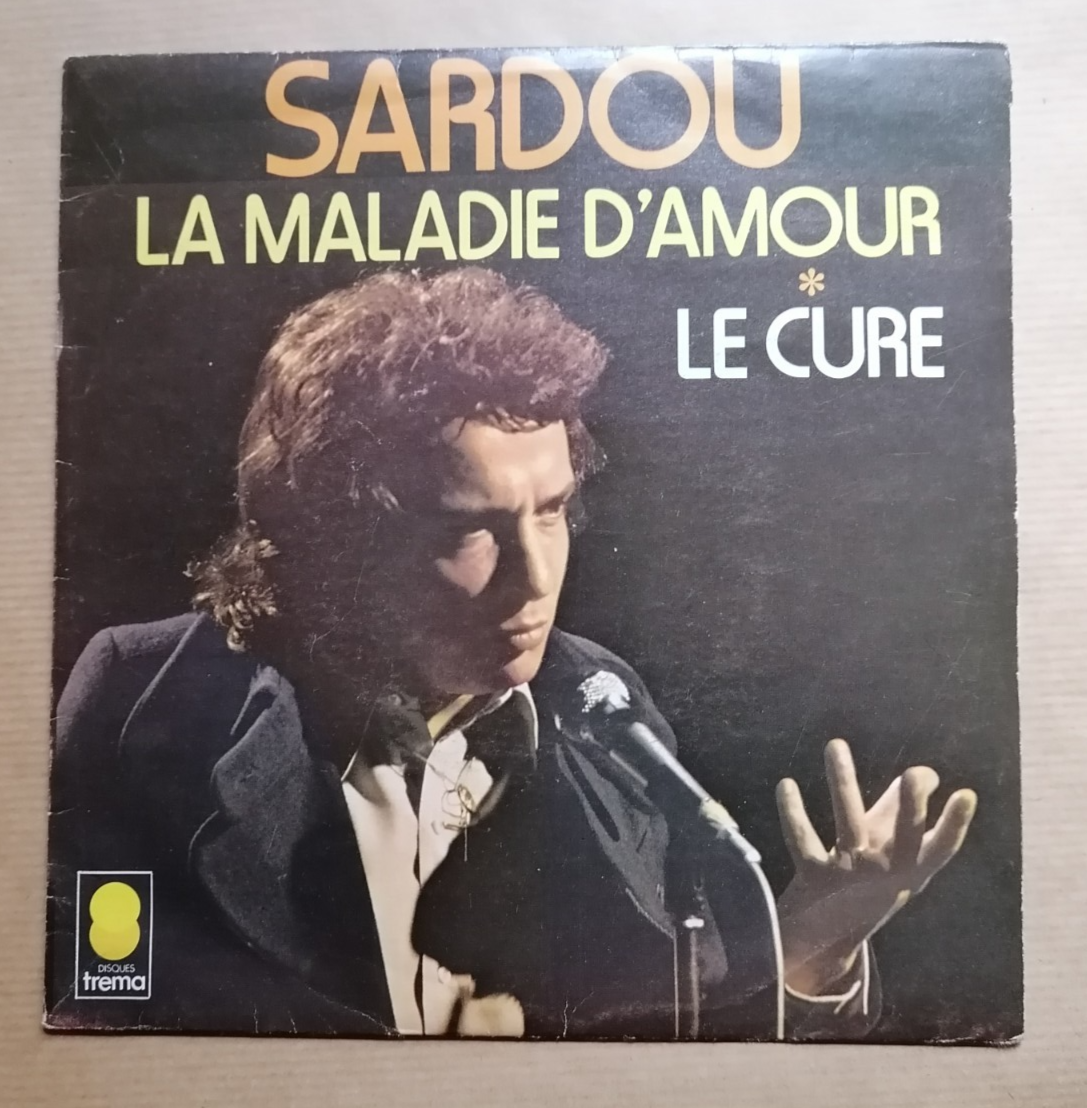 SARDOU
LA MALADIE D'AMOUR
*
LE CURE
DISQUES
trema